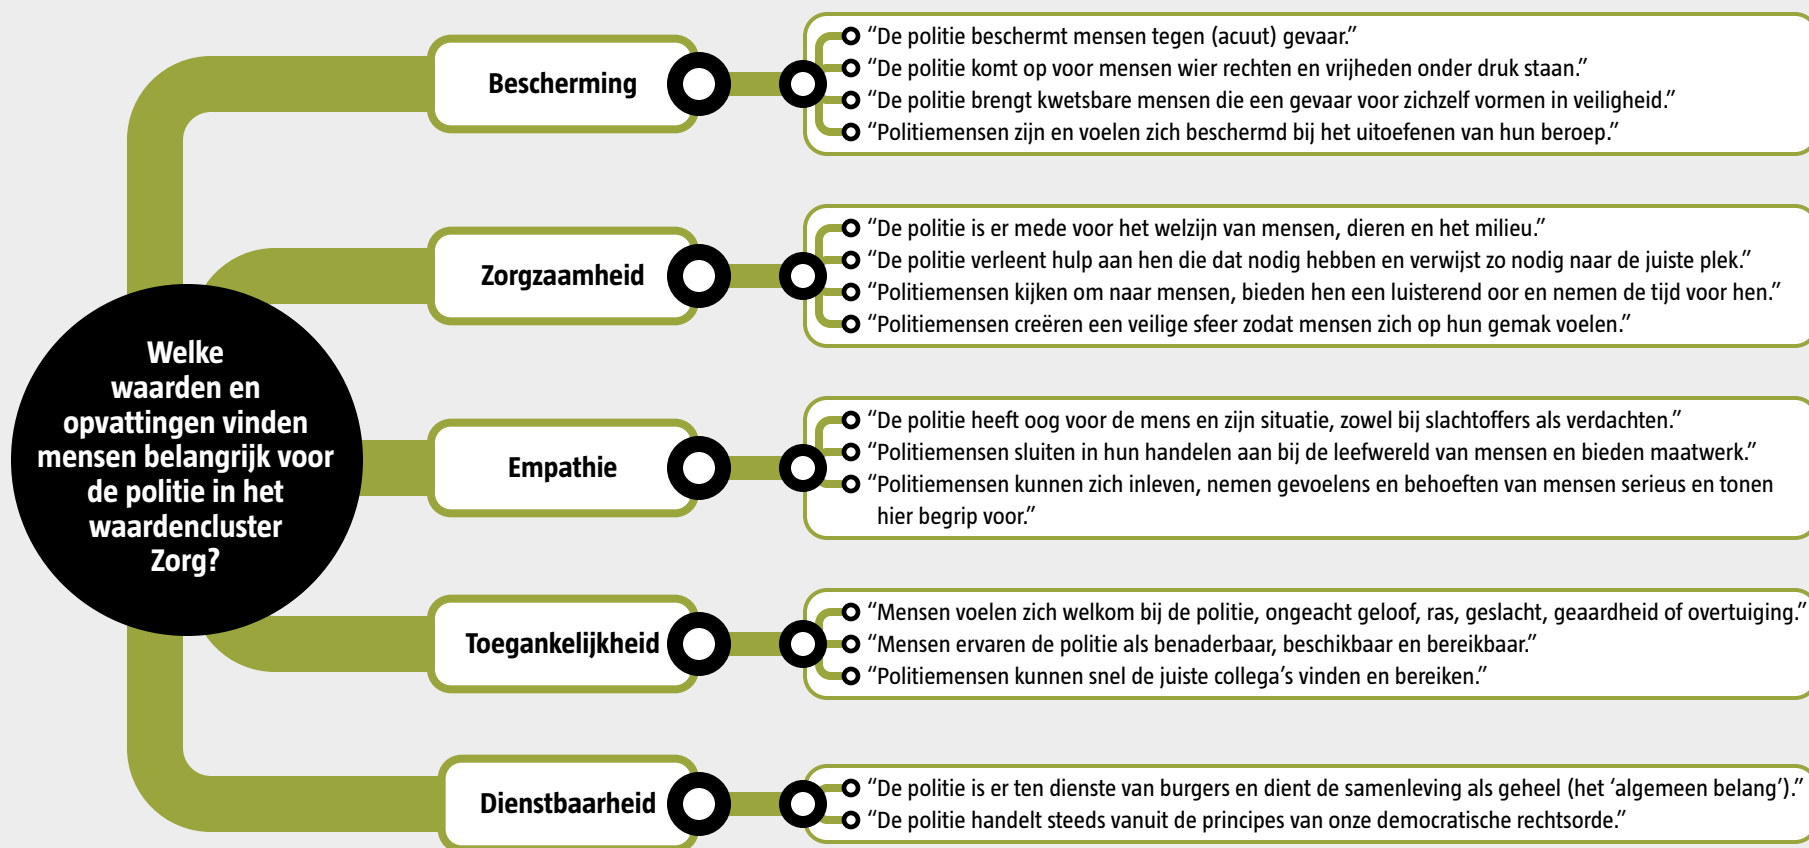 Welke
waarden en
opvattingen vinden
mensen belangrijk voor
de politie in het
waardencluster
Zorg?
Bescherming
“De politie beschermt mensen tegen (acuut) gevaar.”
“De politie komt op voor mensen wier rechten en vrijheden onder druk staan.”
“De politie brengt kwetsbare mensen die een gevaar voor zichzelf vormen in veiligheid.”
“Politiemensen zijn en voelen zich beschermd bij het uitoefenen van hun beroep.”
Zorgzaamheid
“De politie is er mede voor het welzijn van mensen, dieren en het milieu.”
“De politie verleent hulp aan hen die dat nodig hebben en verwijst zo nodig naar de juiste plek.”
“Politiemensen kijken om naar mensen, bieden hen een luisterend oor en nemen de tijd voor hen.”
“Politiemensen creëren een veilige sfeer zodat mensen zich op hun gemak voelen.”
Empathie
“De politie heeft oog voor de mens en zijn situatie, zowel bij slachtoffers als verdachten.”
“Politiemensen sluiten in hun handelen aan bij de leefwereld van mensen en bieden maatwerk.”
“Politiemensen kunnen zich inleven, nemen gevoelens en behoeften van mensen serieus en tonen
hier begrip voor.”
Toegankelijkheid
“Mensen voelen zich welkom bij de politie, ongeacht geloof, ras, geslacht, geaardheid of overtuiging.”
“Mensen ervaren de politie als benaderbaar, beschikbaar en bereikbaar.”
“Politiemensen kunnen snel de juiste collega’s vinden en bereiken.”
Dienstbaarheid
“De politie is er ten dienste van burgers en dient de samenleving als geheel (het ‘algemeen belang’).”
“De politie handelt steeds vanuit de principes van onze democratische rechtsorde.”